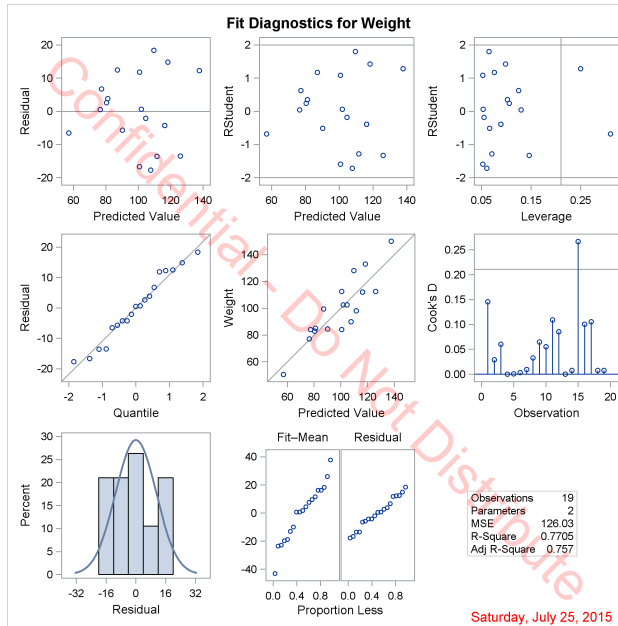 Fit Diagnostics for Weight
Residual
20
10
0
-10
-20
60 80 100 120 140
Predicted Value
RStudent
2
1
0
-1
-2
60 80 100 120 140
Predicted Value
RStudent
2
1
0
-1
-2
0.05 0.15 0.25
Leverage
Residual
20
10
0
-10
-20
-2 -1 0 1 2
Quantile
Weight
140
120
100
80
60
60 80 100 120 140
Predicted Value
Cook's D
0.25
0.20
0.15
0.10
0.05
0.00
0 5 10 15 20
Observation
Percent
30
25
20
15
10
5
0
-32 -16 0 16 32
Residual
Fit–Mean Residual
40
20
0
-20
-40
0.0 0.4 0.8 0.0 0.4 0.8
Proportion Less
Observations 19
Parameters 2
MSE 126.03
R-Square 0.7705
Adj R-Square 0.757
Confidential - Do Not Distribute
Saturday, July 25, 2015